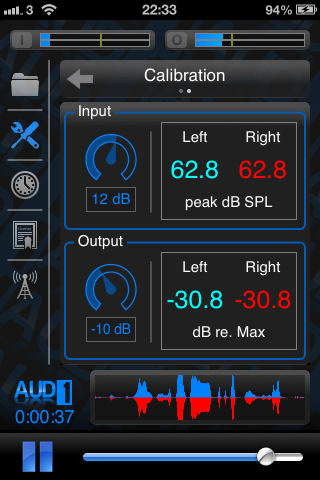 3 22:33 94%
I O
Calibration
Input
Left Right
62.8 62.8
12 dB
peak dB SPL
Output
Left Right
-30.8 -30.8
-10 dB
dB re. Max
AUD1
0:00:37